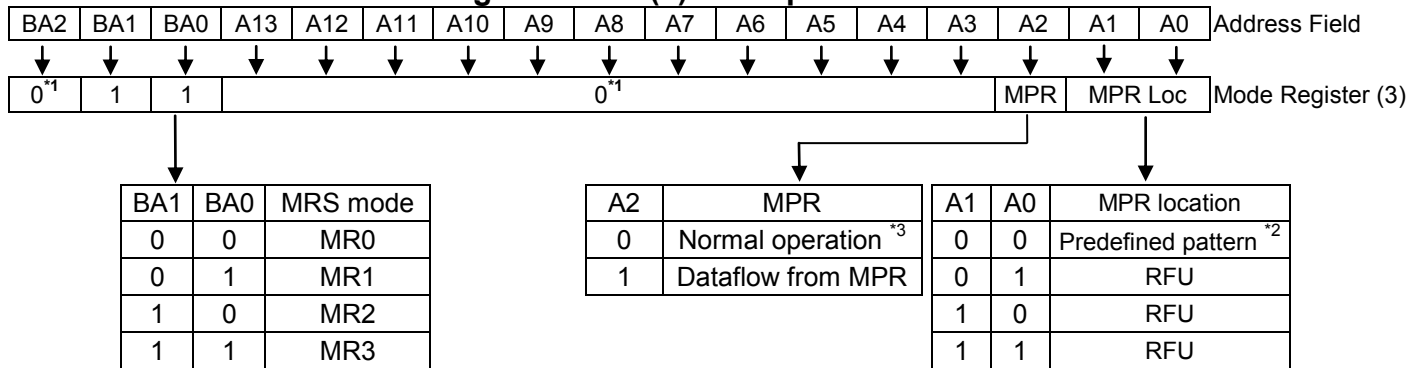 BA2 BA1 BA0 A13 A12 A11 A10 A9 A8 A7 A6 A5 A4 A3 A2 A1 A0 Address Field
0*1 1 1 0*1 MPR MPR Loc Mode Register (3)
BA1 BA0 MRS mode
0 0 MR0
0 1 MR1
1 0 MR2
1 1 MR3
A2 MPR
0 Normal operation *3
1 Dataflow from MPR
A1 A0 MPR location
0 0 Predefined pattern *2
0 1 RFU
1 0 RFU
1 1 RFU